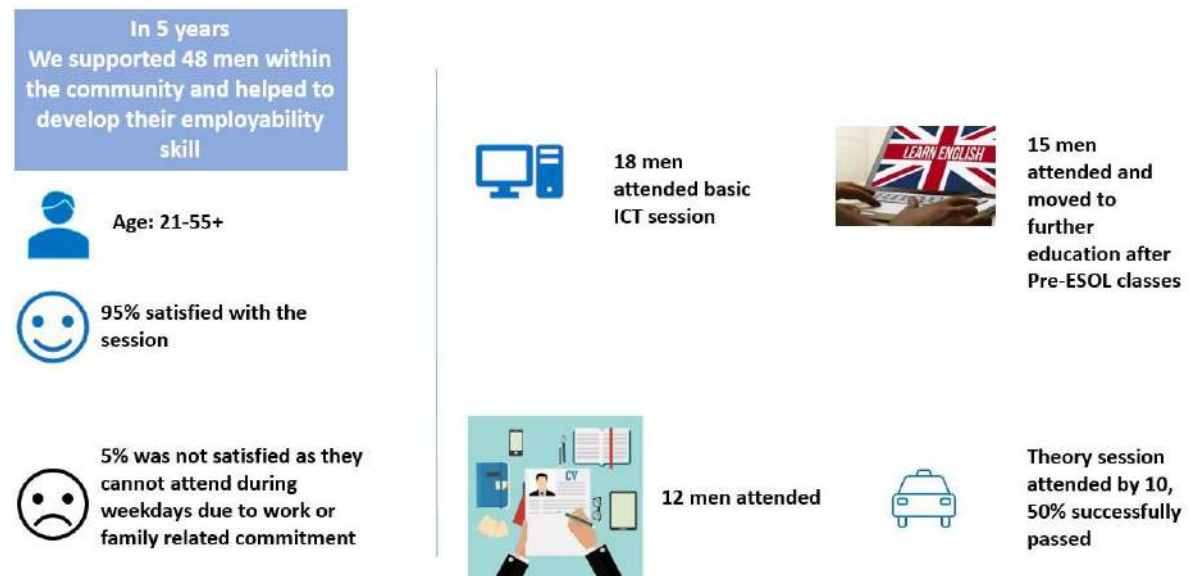 In 5 years
We supported 48 men within
the community and helped to
develop their employability
skill
Age: 21-55+
95% satisfied with the
session
5% was not satisfied as they
cannot attend during
weekdays due to work or
family related commitment
18 men
attended basic
ICT session
LEARN ENGLISH
15 men
attended and
moved to
further
education after
Pre-ESOL classes
CV
12 men attended
Theory session
attended by 10,
50% successfully
passed